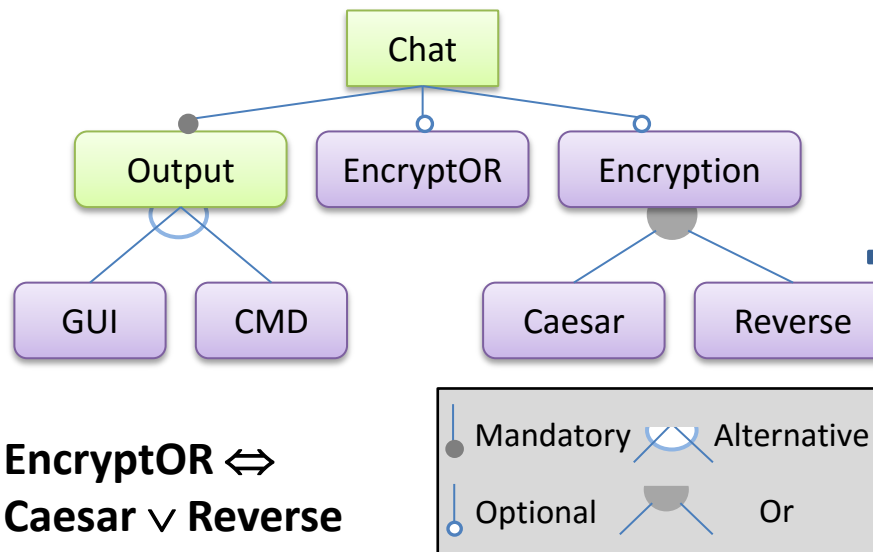 Chat
Output EncryptOR Encryption
GUI CMD Caesar Reverse
EncryptOR ⇔
Caesar ∨ Reverse
Mandatory Alternative
Optional Or